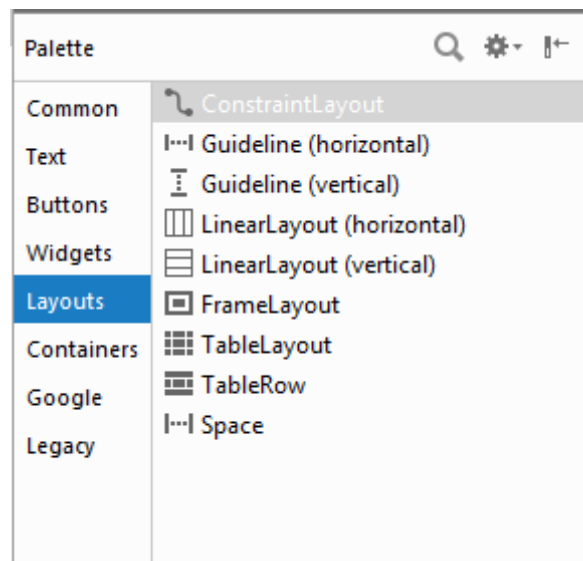 Palette
Common
Text
Buttons
Widgets
Layouts
Containers
Google
Legacy
ConstraintLayout
Guideline (horizontal)
Guideline (vertical)
LinearLayout (horizontal)
LinearLayout (vertical)
FrameLayout
TableLayout
TableRow
Space